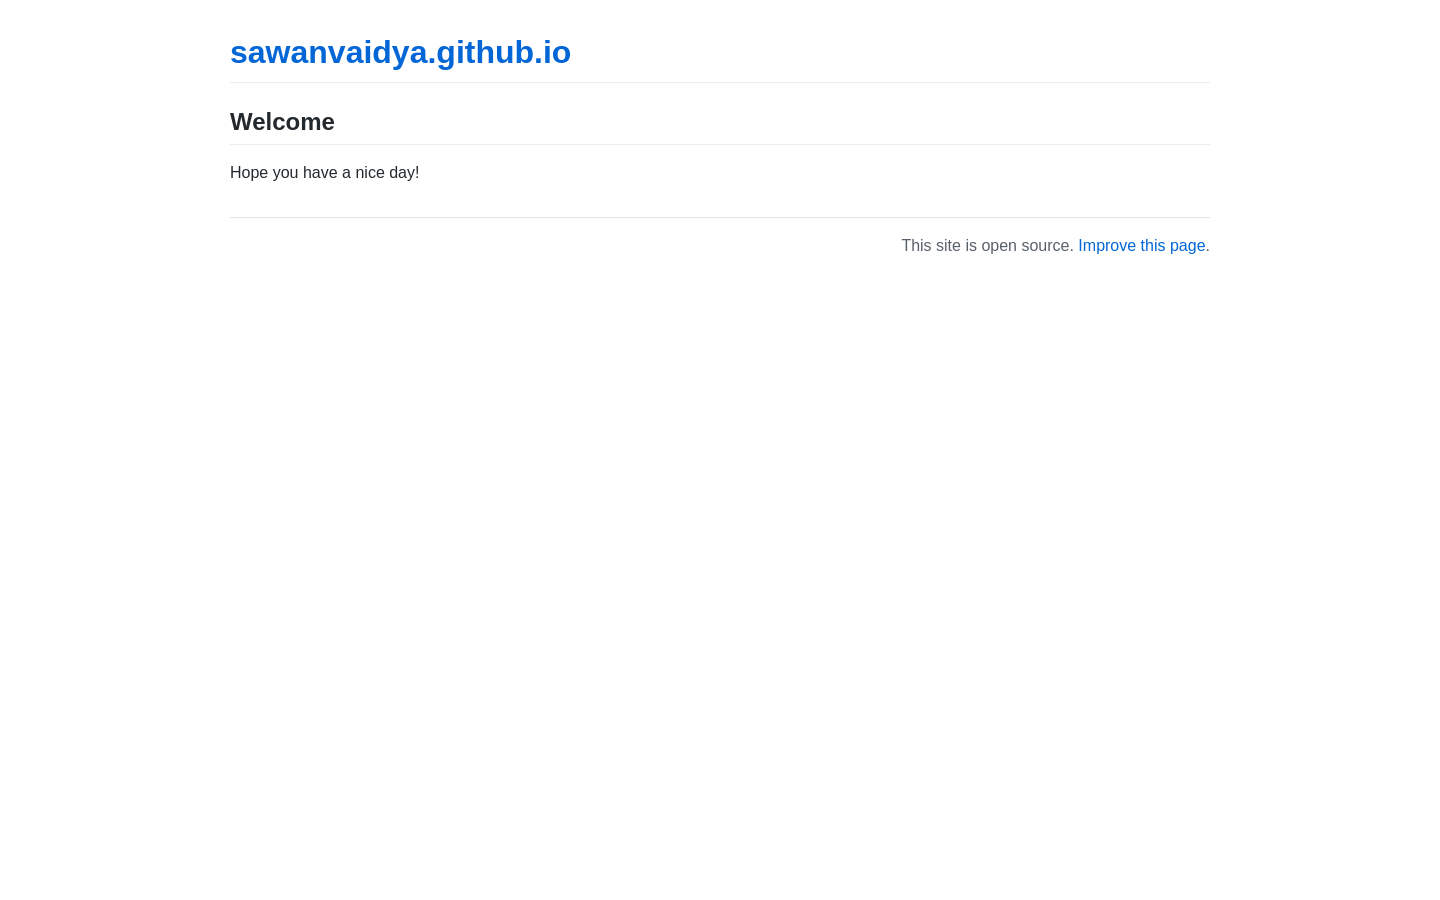 sawanvaidya.github.io
Welcome
Hope you have a nice day!
This site is open source. Improve this page.